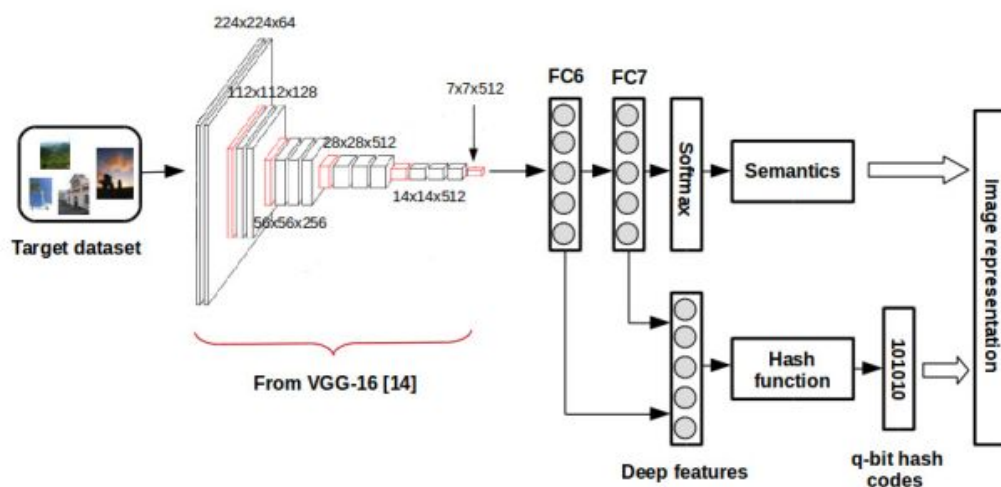 224x224x64
112x112x128
28x28x512
7x7x512
56x56x256
14x14x512
Target dataset
From VGG-16 [14]
FC6
FC7
Softmax
Semantics
Hash
function
101010
Deep features
q-bit hash
codes
Image representation